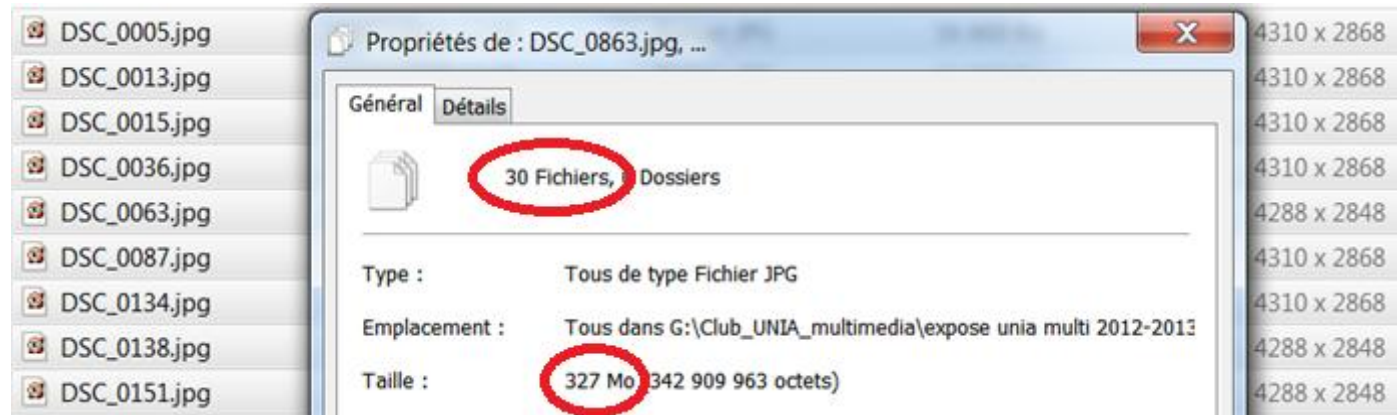 DSC_0005.jpg
DSC_0013.jpg
DSC_0015.jpg
DSC_0036.jpg
DSC_0063.jpg
DSC_0087.jpg
DSC_0134.jpg
DSC_0138.jpg
DSC_0151.jpg
Propriétés de : DSC_0863.jpg, ...
Général Détails
30 Fichiers, Dossiers
Type : Tous de type Fichier JPG
Emplacement : Tous dans G:\Club_UNIA_multimedia\expose unia multi 2012-2013
Taille : 327 Mo (342 909 963 octets)
4310 x 2868
4310 x 2868
4310 x 2868
4310 x 2868
4288 x 2848
4310 x 2868
4310 x 2868
4288 x 2848
4288 x 2848